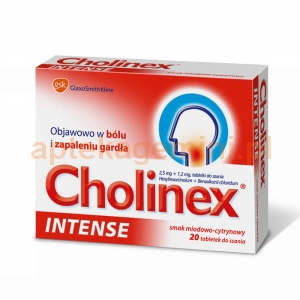 gsk GlaxoSmithKline
Objawowo w bólu
i zapaleniu gardła
2,5 mg + 1,2 mg, tabletki do ssania
Hexylresorcinolum + Benzalkonii chloridum
Cholinex®
INTENSE
smak miodowo-cytrynowy
20 tabletek do ssania